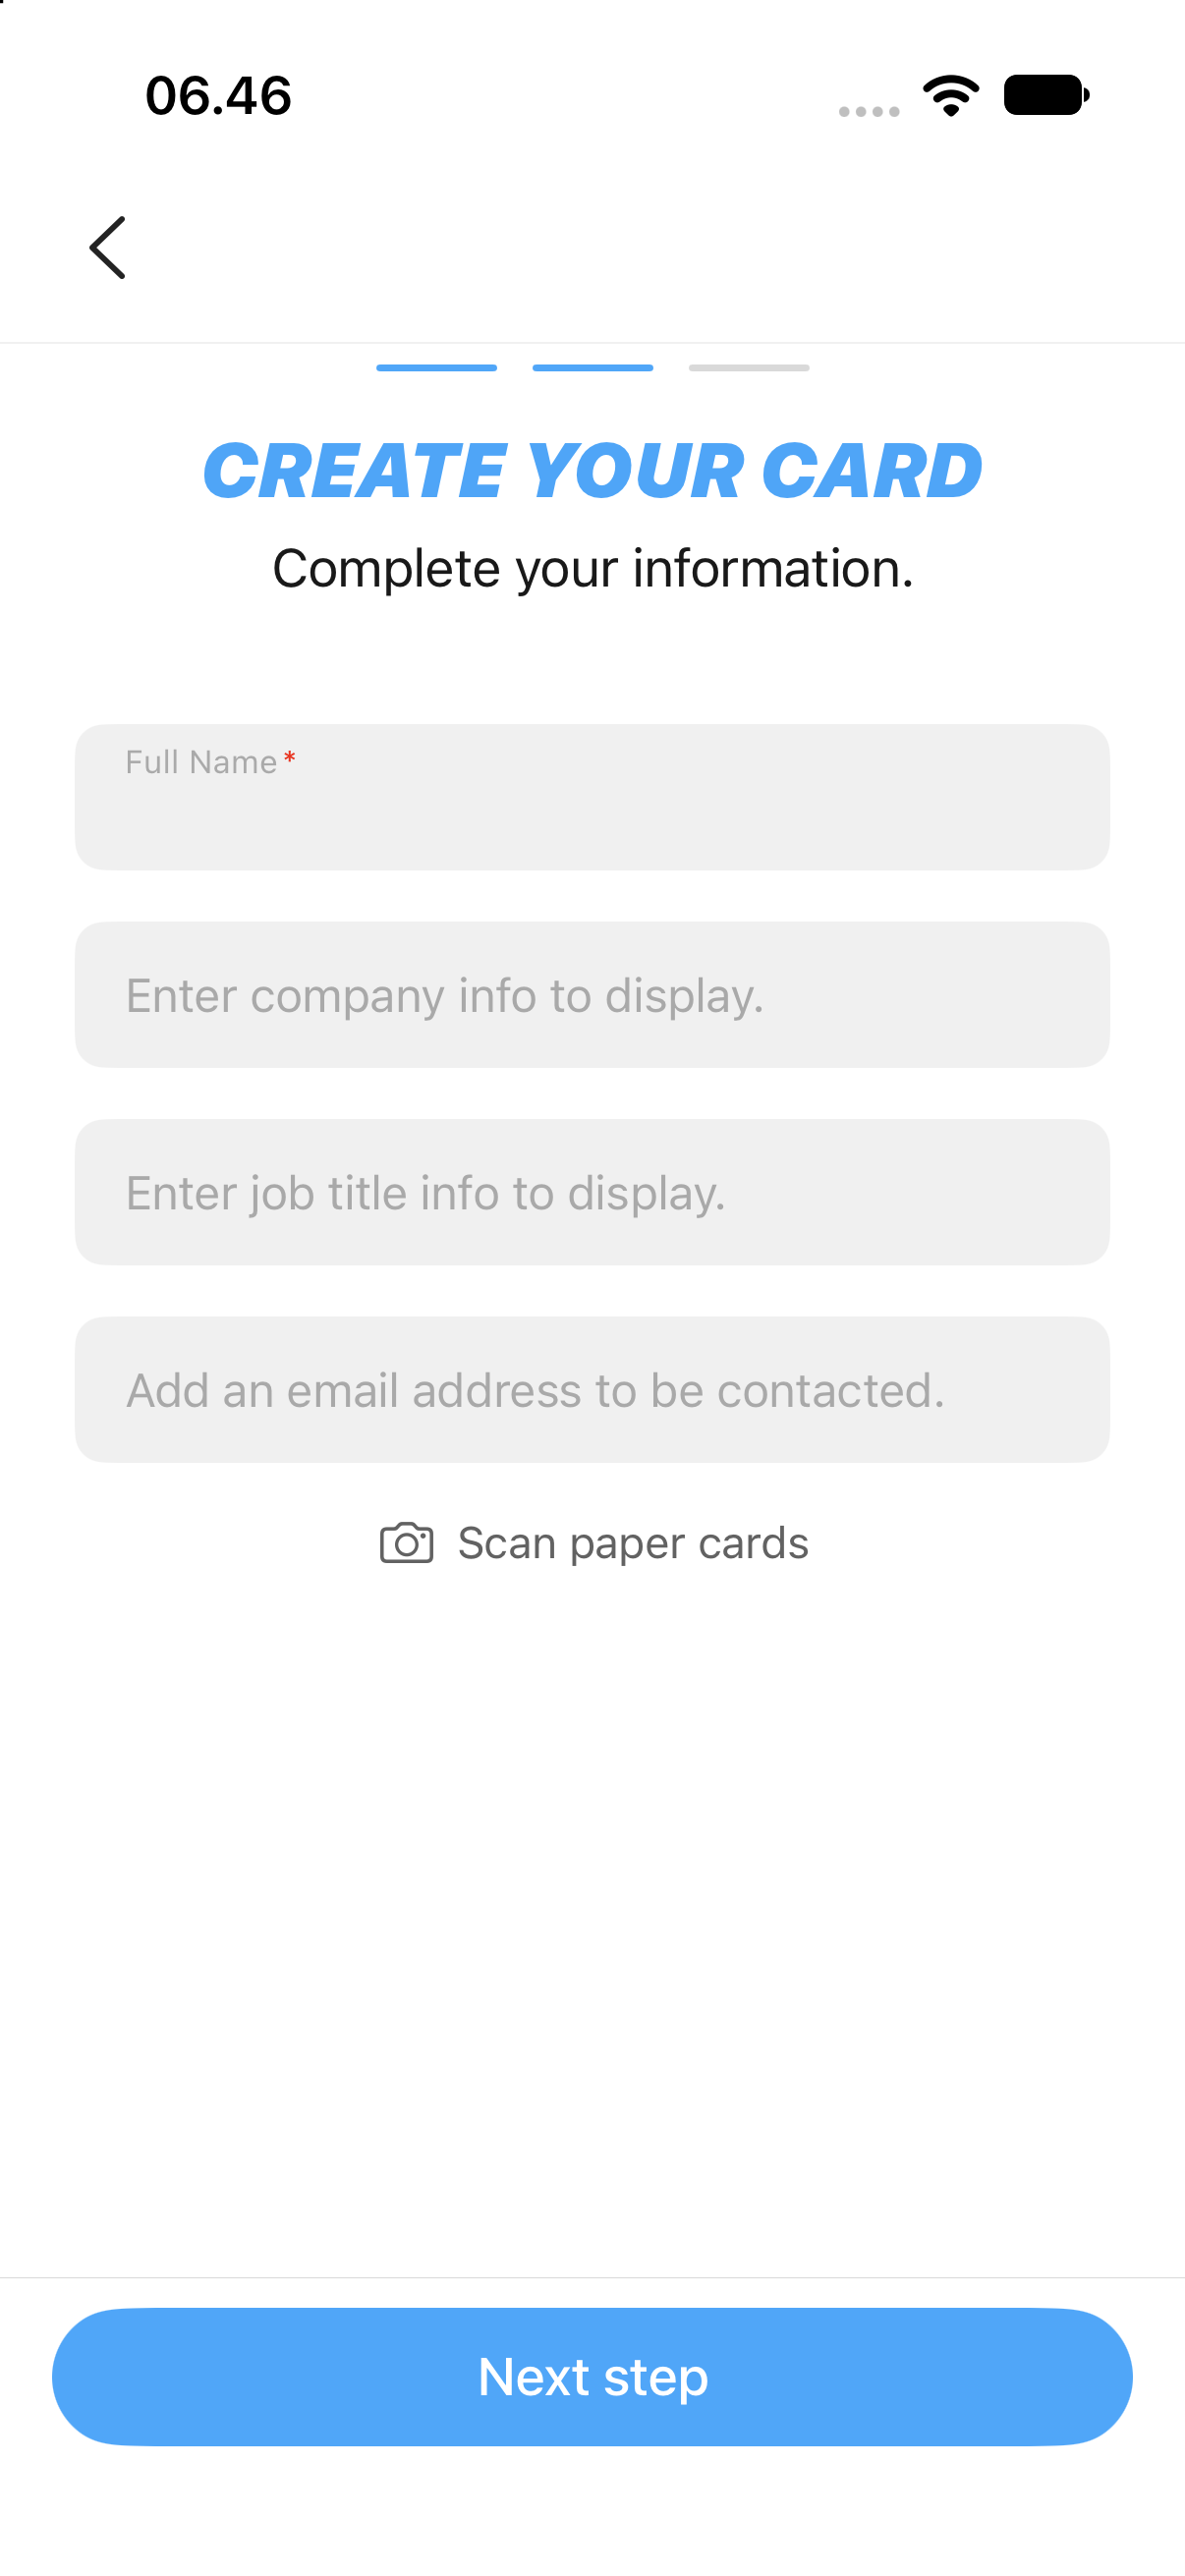 06.46
CREATE YOUR CARD
Complete your information.
Full Name*
Enter company info to display.
Enter job title info to display.
Add an email address to be contacted.
Scan paper cards
Next step